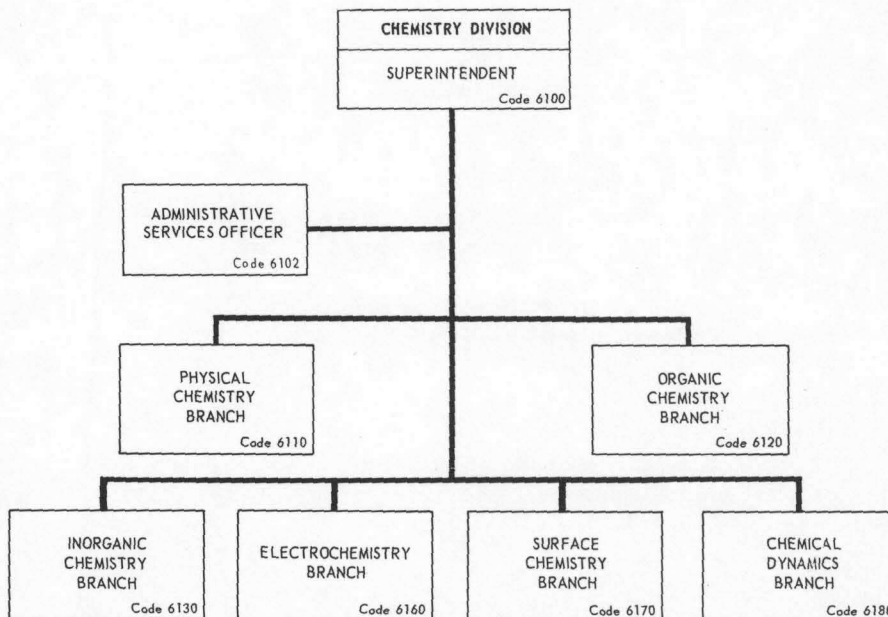 CHEMISTRY DIVISION
SUPERINTENDENT
Code 6100
ADMINISTRATIVE
SERVICES OFFICER
Code 6102
PHYSICAL
CHEMISTRY
BRANCH
Code 6110
ORGANIC
CHEMISTRY
BRANCH
Code 6120
INORGANIC
CHEMISTRY
BRANCH
Code 6130
ELECTROCHEMISTRY
BRANCH
Code 6160
SURFACE
CHEMISTRY
BRANCH
Code 6170
CHEMICAL
DYNAMICS
BRANCH
Code 6180